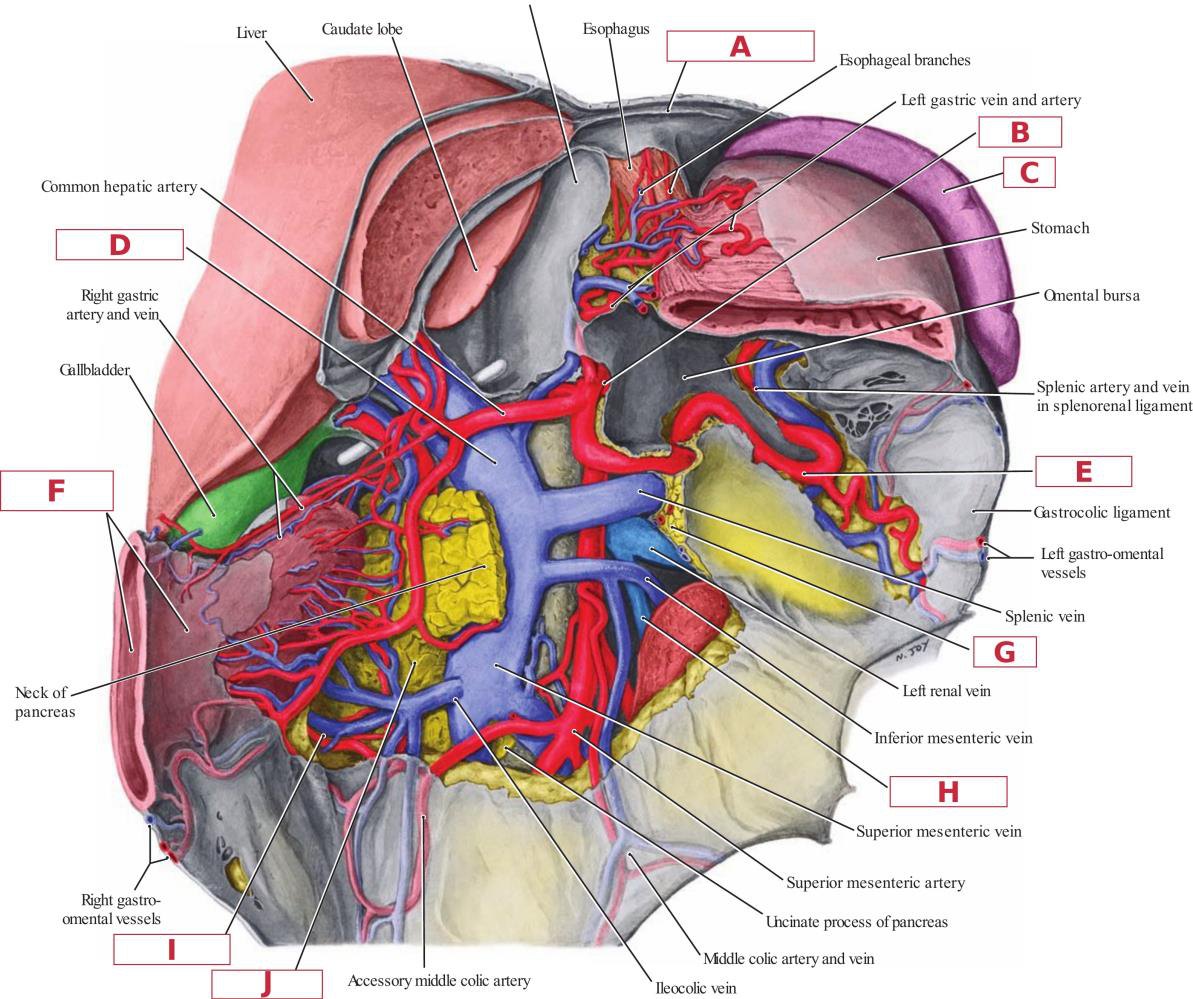 Liver
Caudate lobe
Esophagus
A
Esophageal branches
Left gastric vein and artery
B
C
Common hepatic artery
D
Stomach
Right gastric
artery and vein
Omental bursa
Gallbladder
Splenic artery and vein
in splenorenal ligament
E
F
Gastrocolic ligament
Left gastro-omental
vessels
Splenic vein
N. JOY
G
Neck of
pancreas
Left renal vein
Inferior mesenteric vein
H
Superior mesenteric vein
Superior mesenteric artery
Right gastro-
omental vessels
Uncinate process of pancreas
I
Middle colic artery and vein
J
Accessory middle colic artery
Ileocolic vein